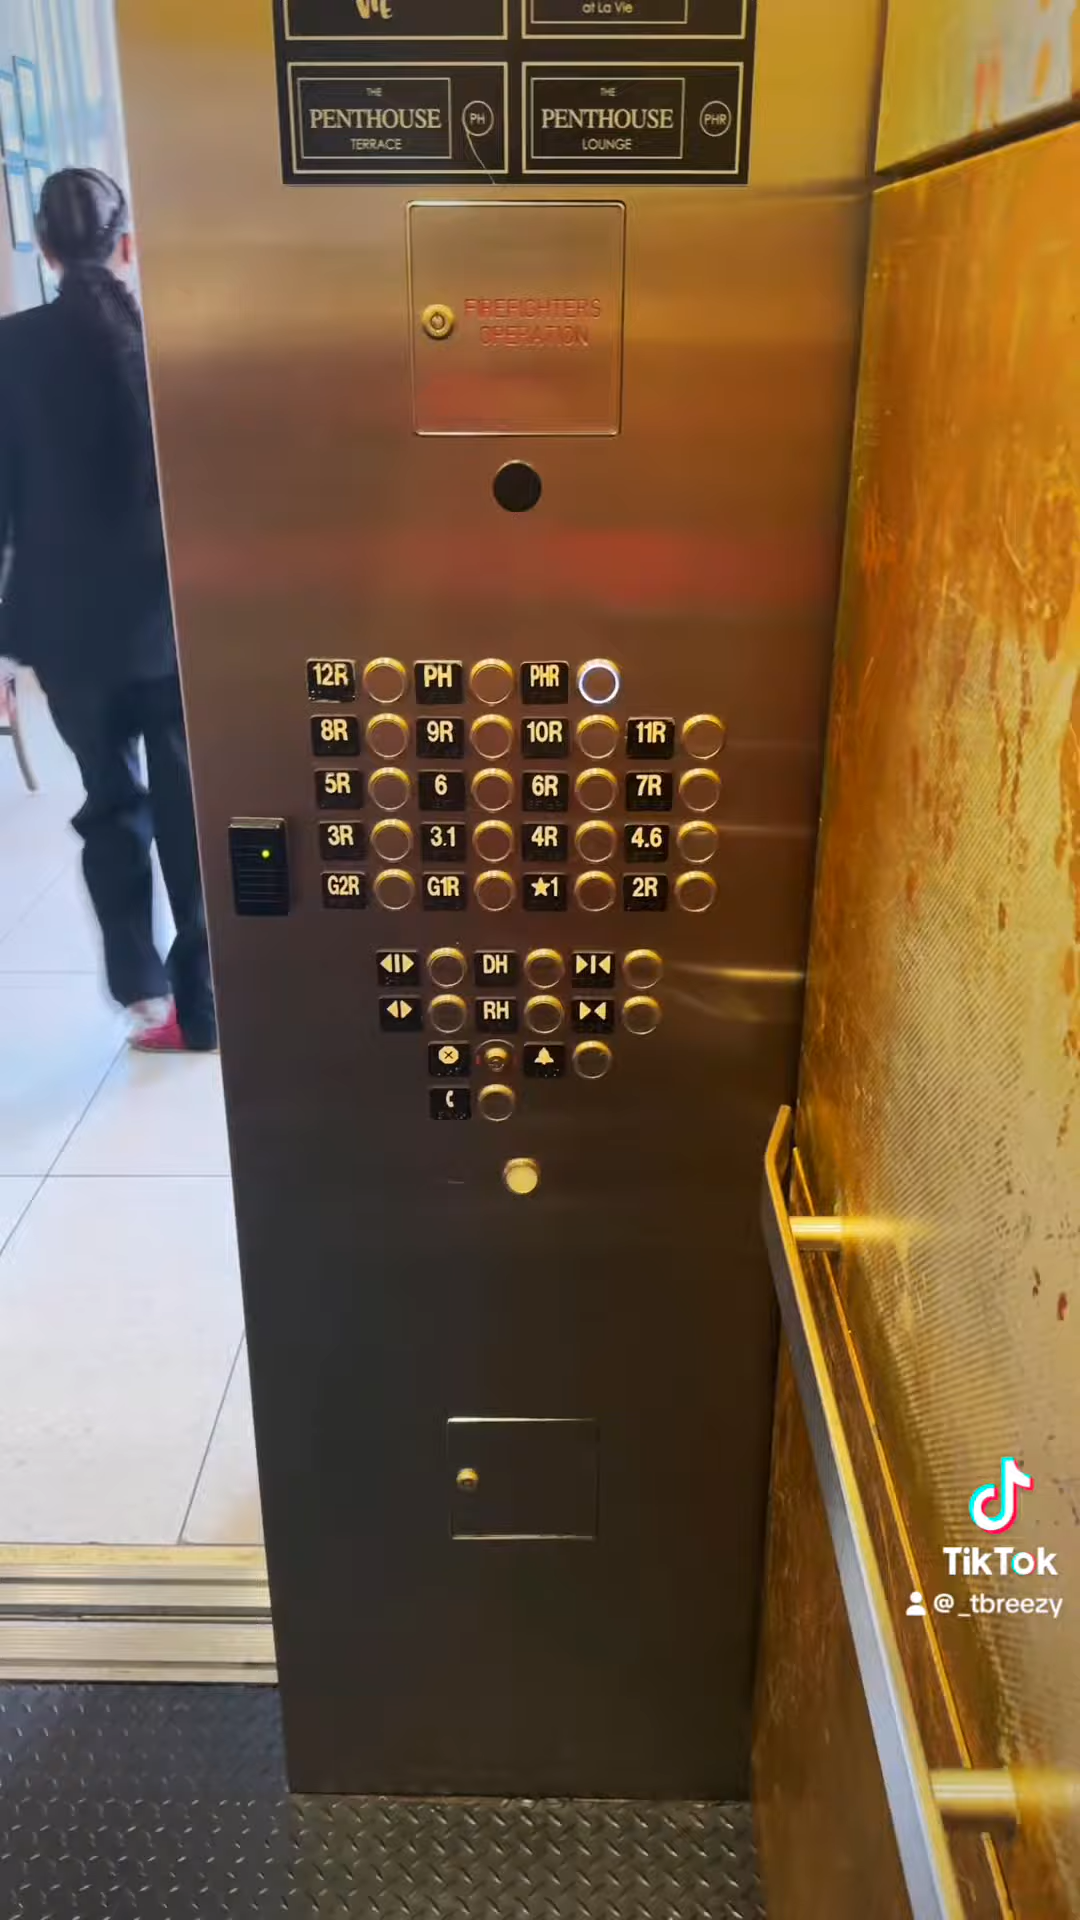 VIE
at La Vie
THE
PENTHOUSE
TERRACE
PH
THE
PENTHOUSE
LOUNGE
PHR
FIREFIGHTERS
OPERATION
12R PH PHR
8R 9R 10R 11R
5R 6 6R 7R
3R 3.1 4R 4.6
G2R G1R ★1 2R
DH
RH
TikTok
@_tbreezy